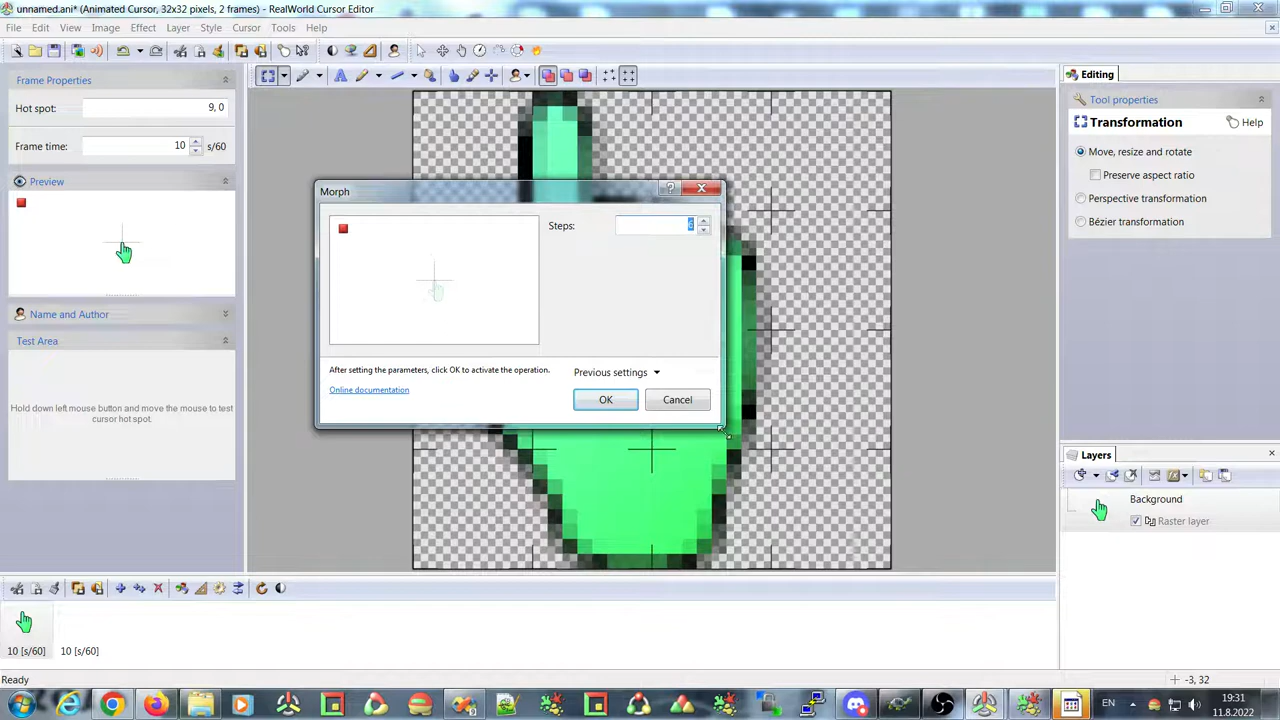 unnamed.ani* (Animated Cursor, 32x32 pixels, 2 frames) - RealWorld Cursor Editor
File Edit View Image Effect Layer Style Cursor Tools Help
Frame Properties
Hot spot: 9, 0
Frame time: 10 s/60
Preview
Name and Author
Test Area
Hold down left mouse button and move the mouse to test
cursor hot spot.
Morph
Steps: 6
After setting the parameters, click OK to activate the operation.
Previous settings
Online documentation
OK Cancel
Editing
Tool properties
Transformation Help
Move, resize and rotate
Preserve aspect ratio
Perspective transformation
Bézier transformation
Layers
Background
Raster layer
10 [s/60] 10 [s/60]
Ready -3, 32
EN 19:31
11.8.2022